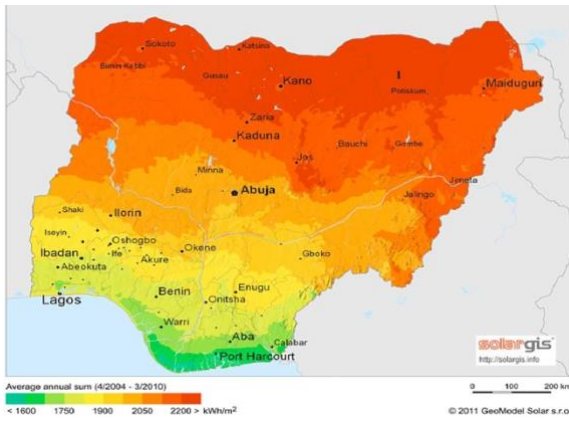 Sokoto
Katsina
Birnin Kebbi
Gusau
Kano
Potiskum
Maiduguri
Zaria
Kaduna
Jos
Bauchi
Gombe
Minna
Bida
Abuja
Jalingo
Jimeta
Shaki
Ilorin
Iseyin
Oshogbo
Ibadan
Ife
Akure
Okene
Gboko
Abeokuta
Lagos
Benin
Enugu
Onitsha
Warri
Aba
Calabar
Port Harcourt
solargis
http://solargis.info
Average annual sum (4/2004 - 3/2010)
< 1600 1750 1900 2050 2200 > kWh/m²
0 100 200 km
© 2011 GeoModel Solar s.r.o